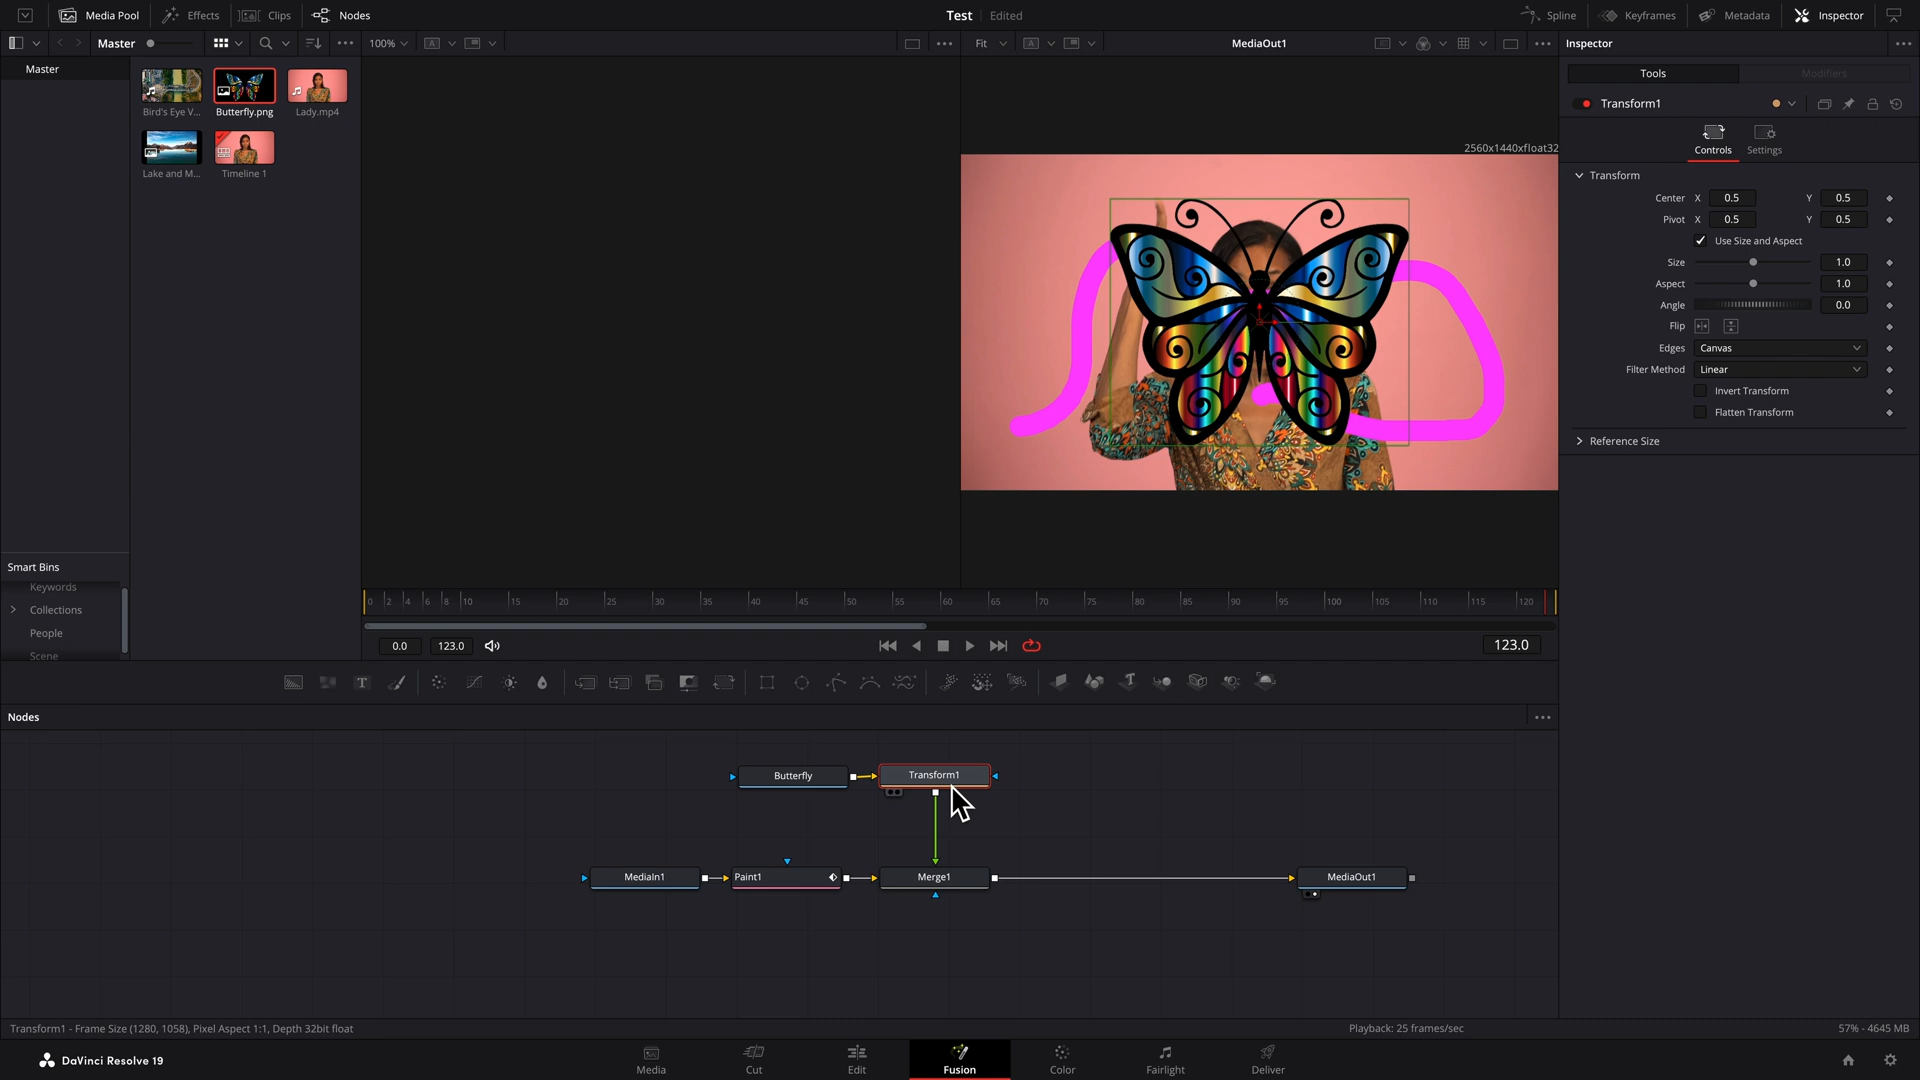 Media Pool
Effects
Clips
Nodes
Test
Edited
Spline
Keyframes
Metadata
Inspector
Master
100%
Fit
MediaOut1
Inspector
Master
Bird's Eye V...
Butterfly.png
Lady.mp4
Lake and M...
Timeline 1
2560x1440xfloat32
Tools
Modifiers
Transform1
Controls
Settings
Transform
Center X 0.5 Y 0.5
Pivot X 0.5 Y 0.5
Use Size and Aspect
Size 1.0
Aspect 1.0
Angle 0.0
Flip
Edges Canvas
Filter Method Linear
Invert Transform
Flatten Transform
Reference Size
Smart Bins
Keywords
Collections
People
Scene
0 2 4 6 8 10 15 20 25 30 35 40 45 50 55 60 65 70 75 80 85 90 95 100 105 110 115 120
0.0
123.0
123.0
T
Nodes
Butterfly
Transform1
MediaIn1
Paint1
Merge1
MediaOut1
Transform1 - Frame Size (1280, 1058), Pixel Aspect 1:1, Depth 32bit float
Playback: 25 frames/sec
57% - 4645 MB
DaVinci Resolve 19
Media
Cut
Edit
Fusion
Color
Fairlight
Deliver